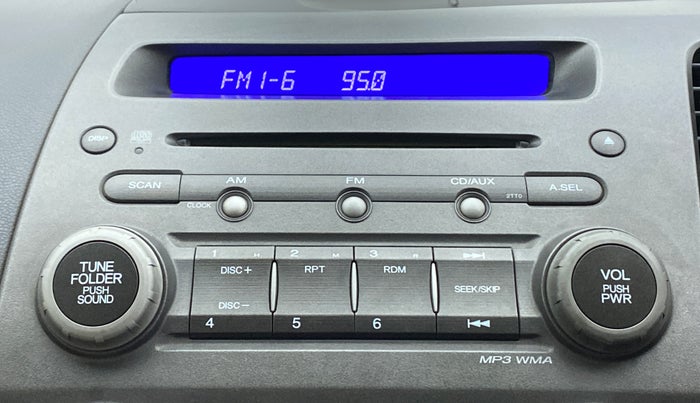 FM1-6 95.0
DISP
SCAN AM FM CD/AUX A.SEL
CLOCK 2TT0
1 H 2 M 3 R
DISC + RPT RDM
SEEK/SKIP
DISC −
4 5 6
TUNE
FOLDER
PUSH
SOUND
VOL
PUSH
PWR
MP3 WMA